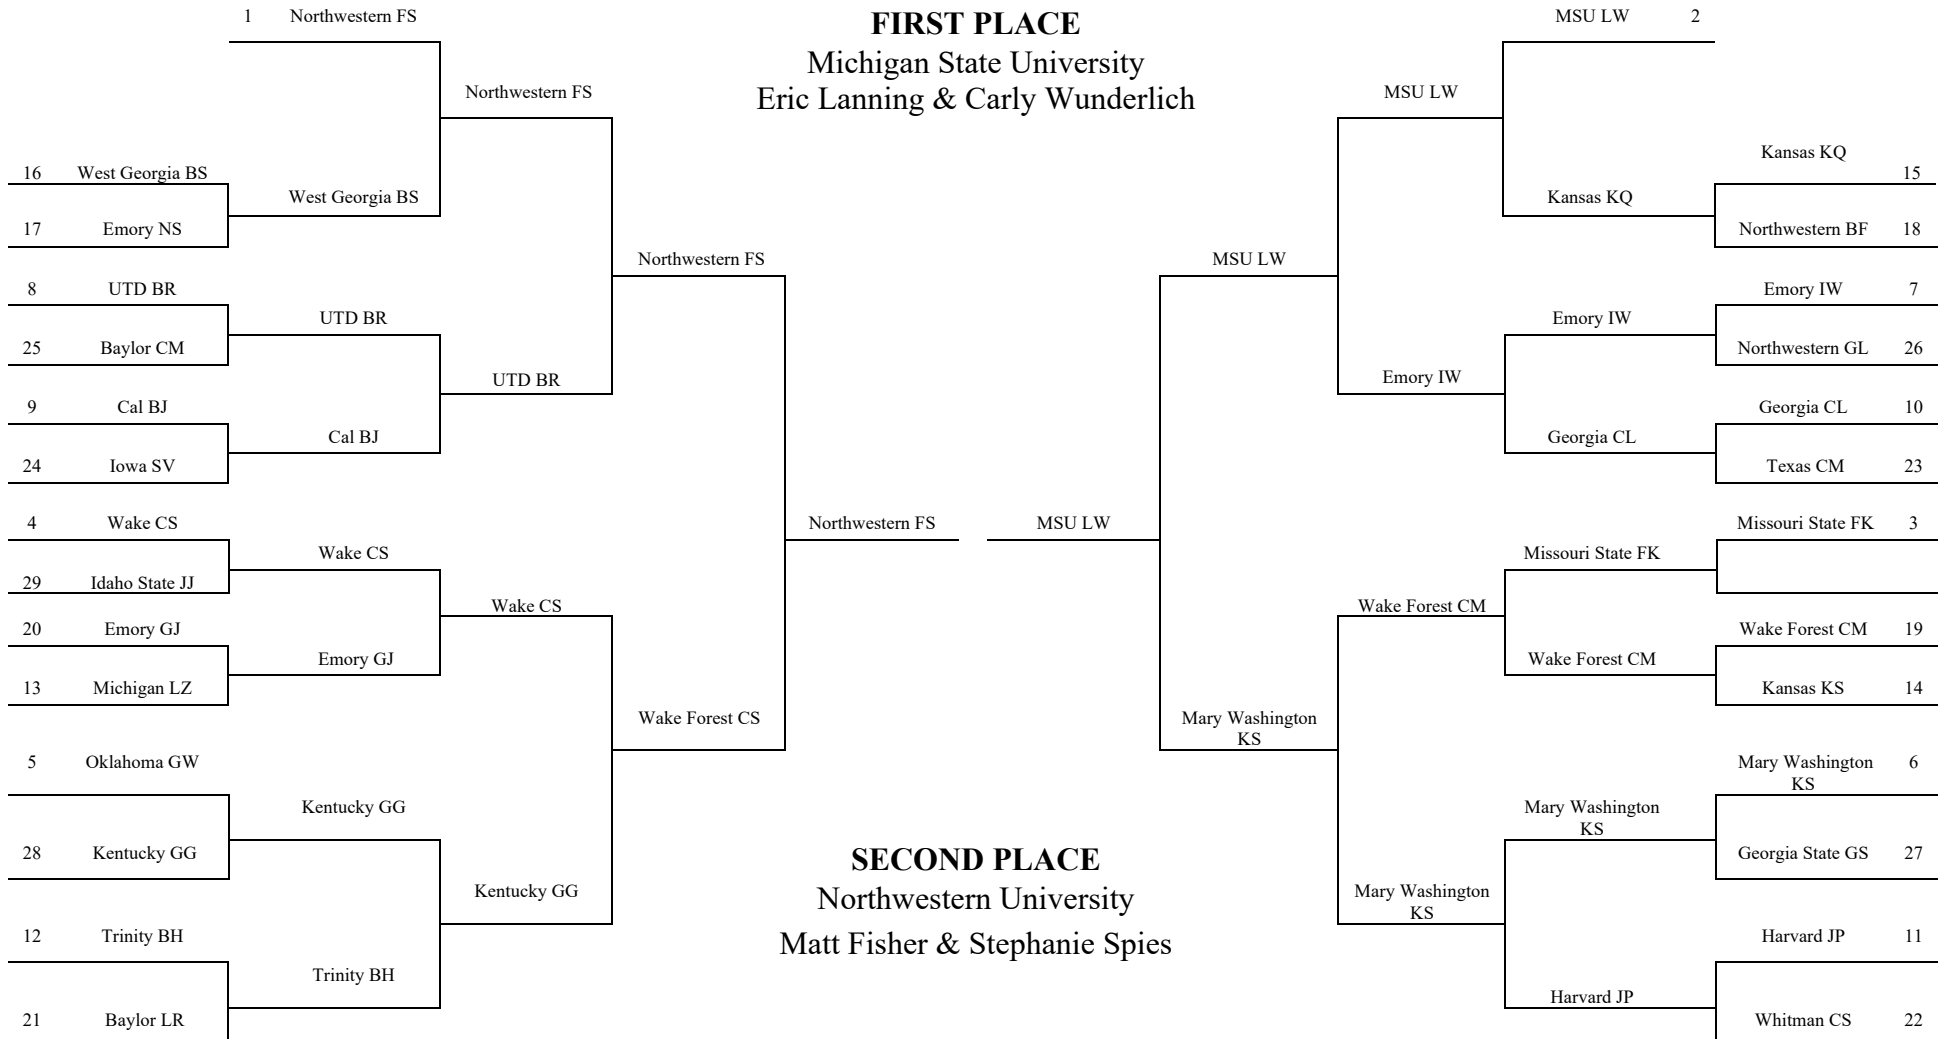 1 Northwestern FS
FIRST PLACE
MSU LW 2
Michigan State University
Eric Lanning & Carly Wunderlich
Northwestern FS
MSU LW
16 West Georgia BS
Kansas KQ
15
West Georgia BS
Kansas KQ
17 Emory NS
Northwestern BF 18
Northwestern FS
MSU LW
8 UTD BR
Emory IW 7
UTD BR
Emory IW
25 Baylor CM
Northwestern GL 26
UTD BR
Emory IW
9 Cal BJ
Georgia CL 10
Cal BJ
Georgia CL
24 Iowa SV
Texas CM 23
4 Wake CS
Northwestern FS
MSU LW
Missouri State FK 3
Wake CS
Missouri State FK
29 Idaho State JJ
Wake CS
Wake Forest CM
20 Emory GJ
Wake Forest CM 19
Emory GJ
Wake Forest CM
13 Michigan LZ
Kansas KS 14
Wake Forest CS
Mary Washington
KS
5 Oklahoma GW
Mary Washington 6
KS
Kentucky GG
Mary Washington
KS
28 Kentucky GG
Georgia State GS 27
SECOND PLACE
Northwestern University
Matt Fisher & Stephanie Spies
Kentucky GG
Mary Washington
KS
12 Trinity BH
Harvard JP 11
Trinity BH
Harvard JP
21 Baylor LR
Whitman CS 22